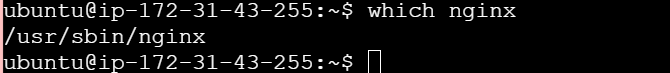 ubuntu@ip-172-31-43-255:~$ which nginx
/usr/sbin/nginx
ubuntu@ip-172-31-43-255:~$